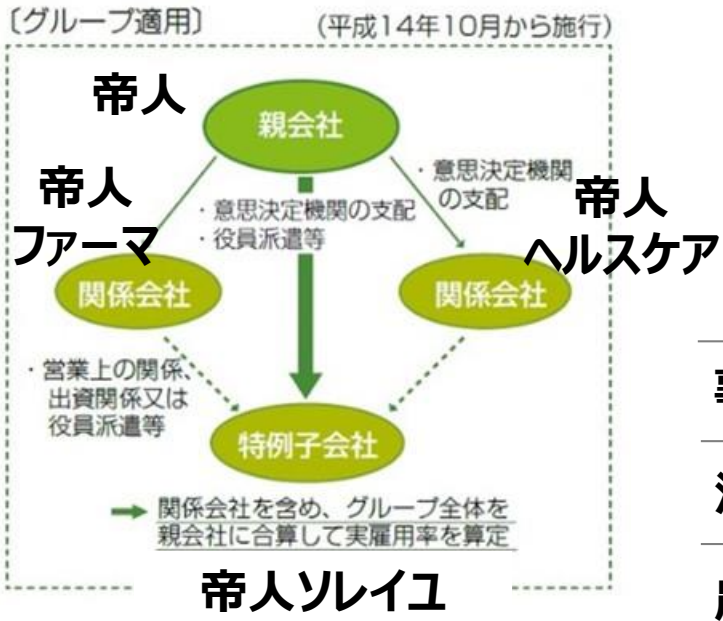 〔グループ適用〕 (平成14年10月から施行)
帝人
親会社
帝人
ファーマ
・意思決定機関の支配
・役員派遣等
・意思決定機関
の支配
帝人
ヘルスケア
関係会社
関係会社
・営業上の関係、
出資関係又は
役員派遣等
特例子会社
➡ 関係会社を含め、グループ全体を
親会社に合算して実雇用率を算定
帝人ソレイユ